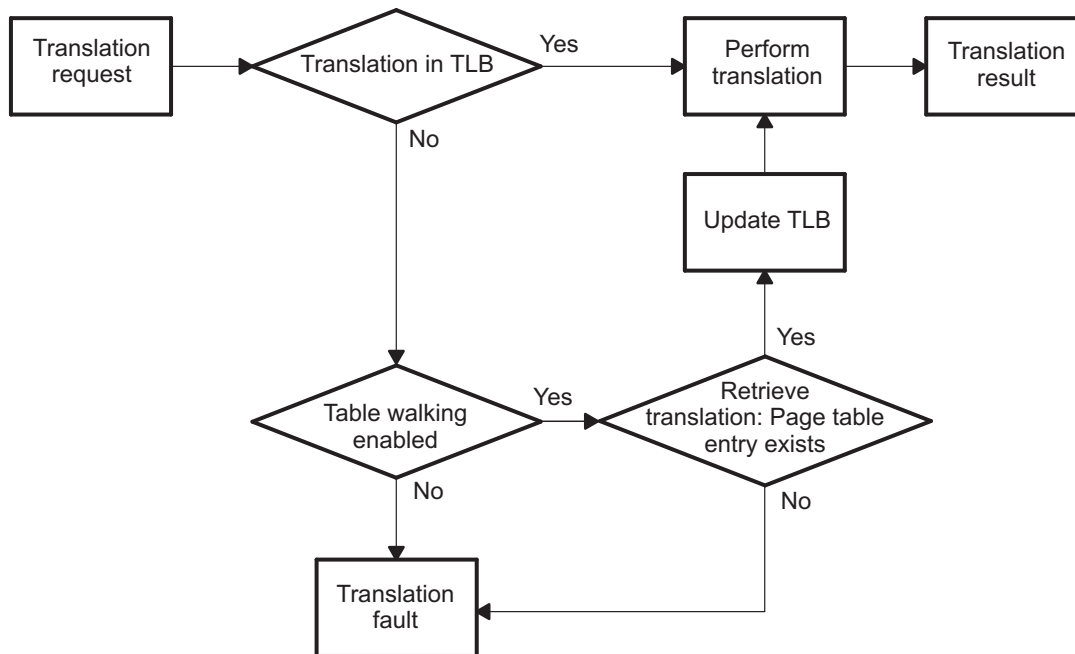 Translation
request
Translation in TLB
Yes
Perform
translation
Translation
result
No
Update TLB
Yes
Table walking
enabled
Yes
Retrieve
translation: Page table
entry exists
No
No
Translation
fault